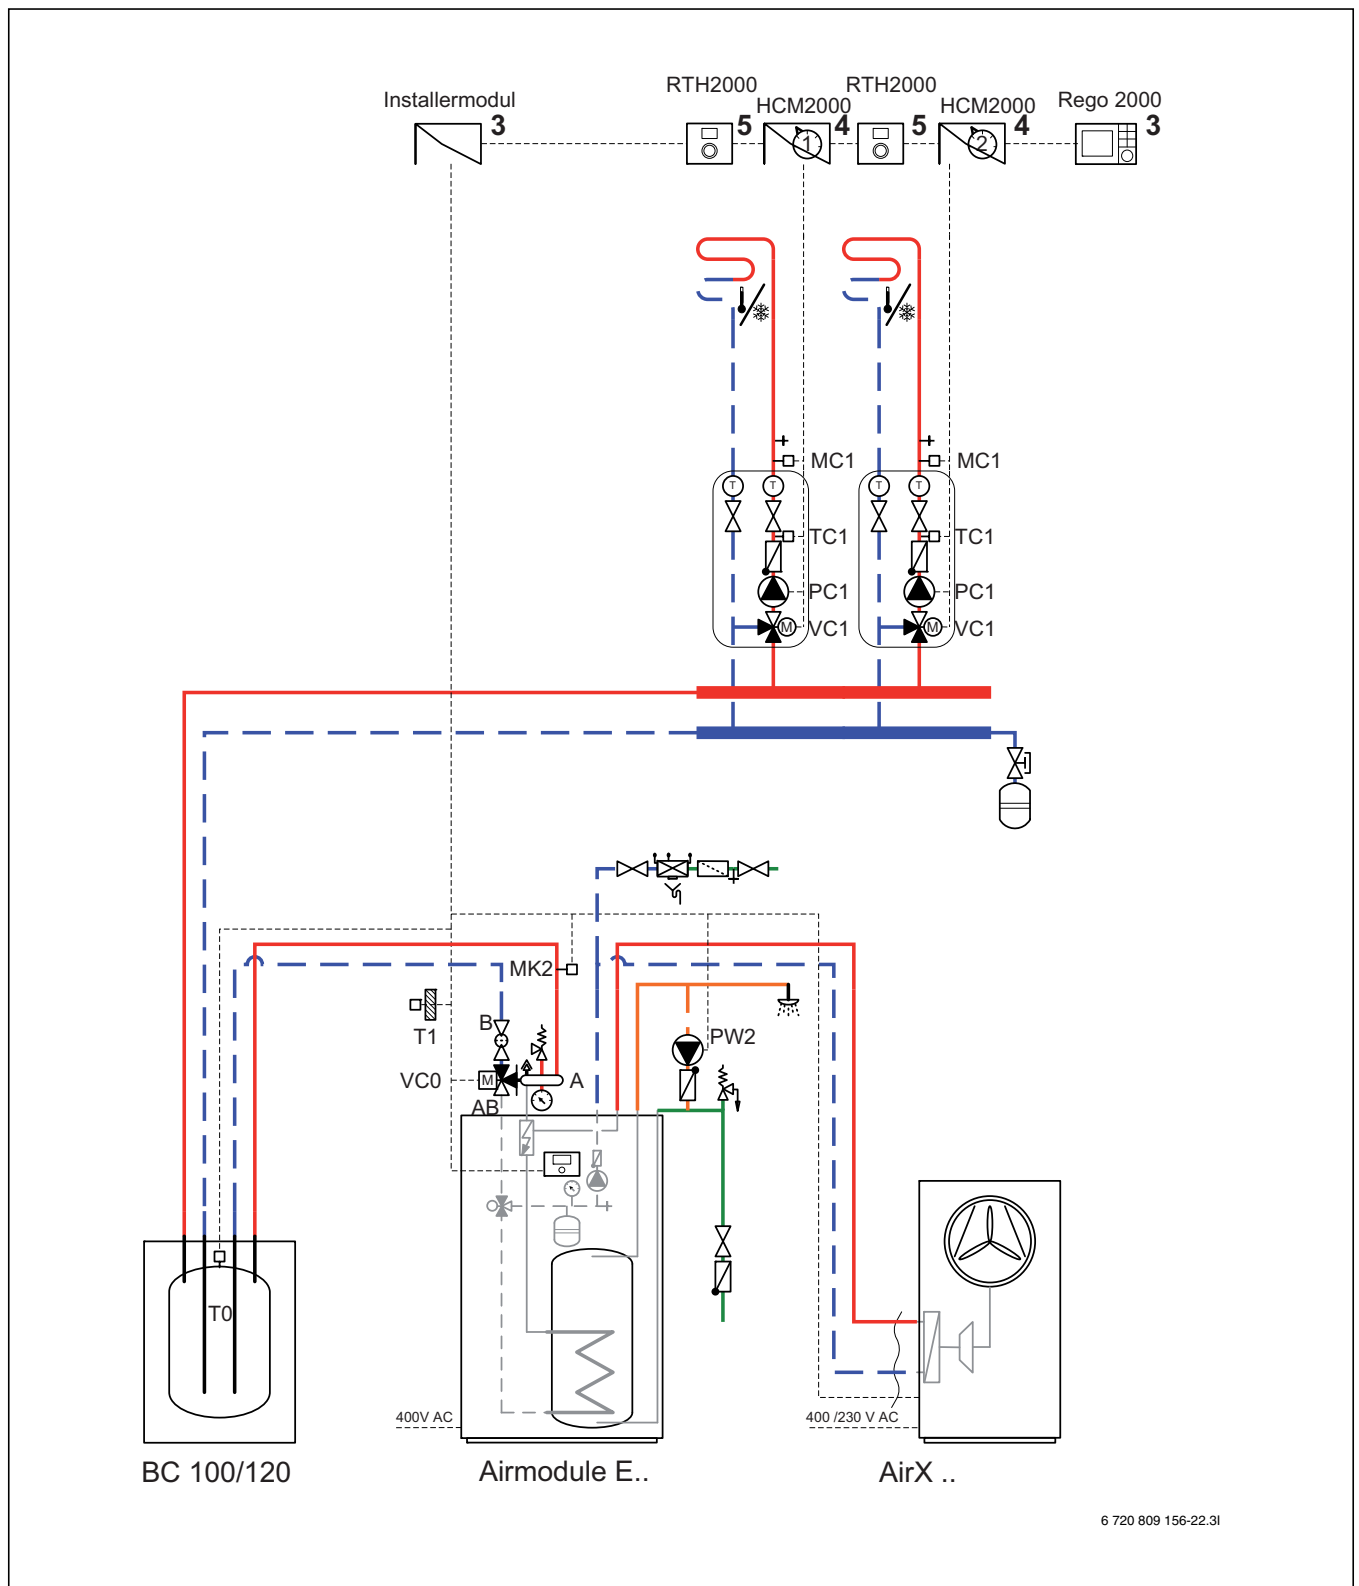 RTH2000
RTH2000
Installermodul
HCM2000
HCM2000
Rego 2000
3
5
4
5
4
3
1
2
MC1
MC1
T
T
T
T
TC1
TC1
PC1
PC1
M
VC1
M
VC1
MK2
B
T1
PW2
VC0
M
A
AB
T0
400V AC
400 /230 V AC
BC 100/120
Airmodule E..
AirX ..
6 720 809 156-22.3I